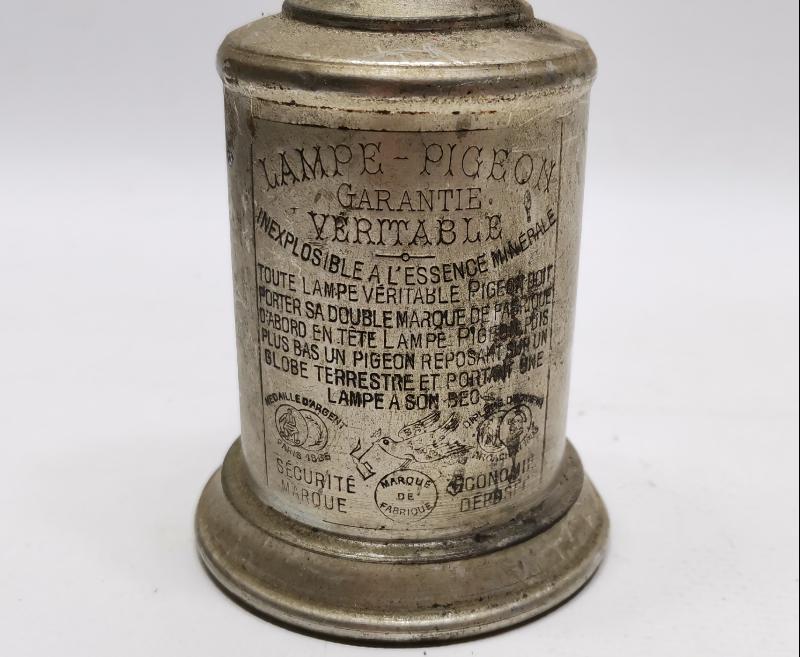 LAMPE-PIGEON
GARANTIE
VÉRITABLE
INEXPLOSIBLE A L'ESSENCE MINÉRALE
TOUTE LAMPE VÉRITABLE PIGEON DOIT
PORTER SA DOUBLE MARQUE DE FABRIQUE
D'ABORD EN TÊTE LAMPE PIGEON PUIS
PLUS BAS UN PIGEON REPOSANT SUR UN
GLOBE TERRESTRE ET PORTANT UNE
LAMPE A SON BEC
MÉDAILLE D'ARGENT
PARIS
SÉCURITÉ
MARQUE
MARQUE
DE
FABRIQUE
ECONOMIE
DÉPOSÉE